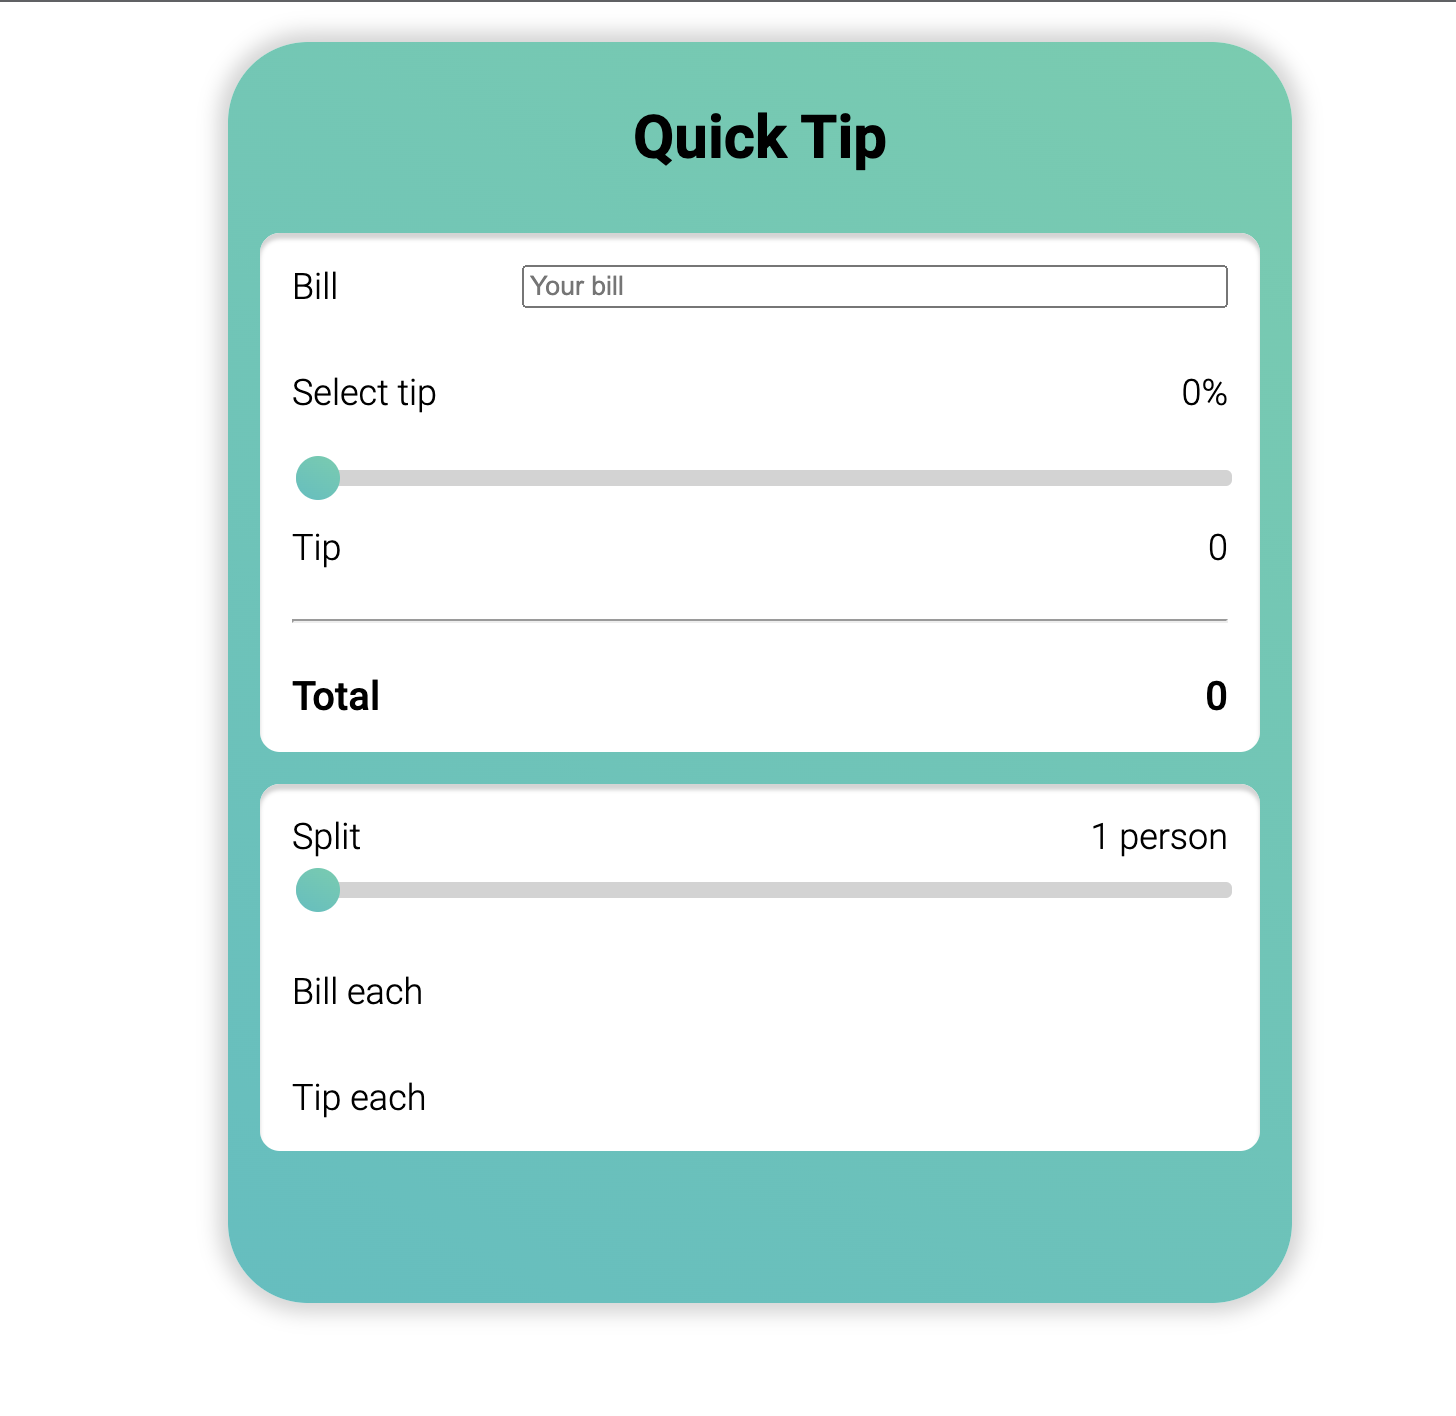 Quick Tip
Bill Your bill
Select tip 0%
Tip 0
Total 0
Split 1 person
Bill each
Tip each